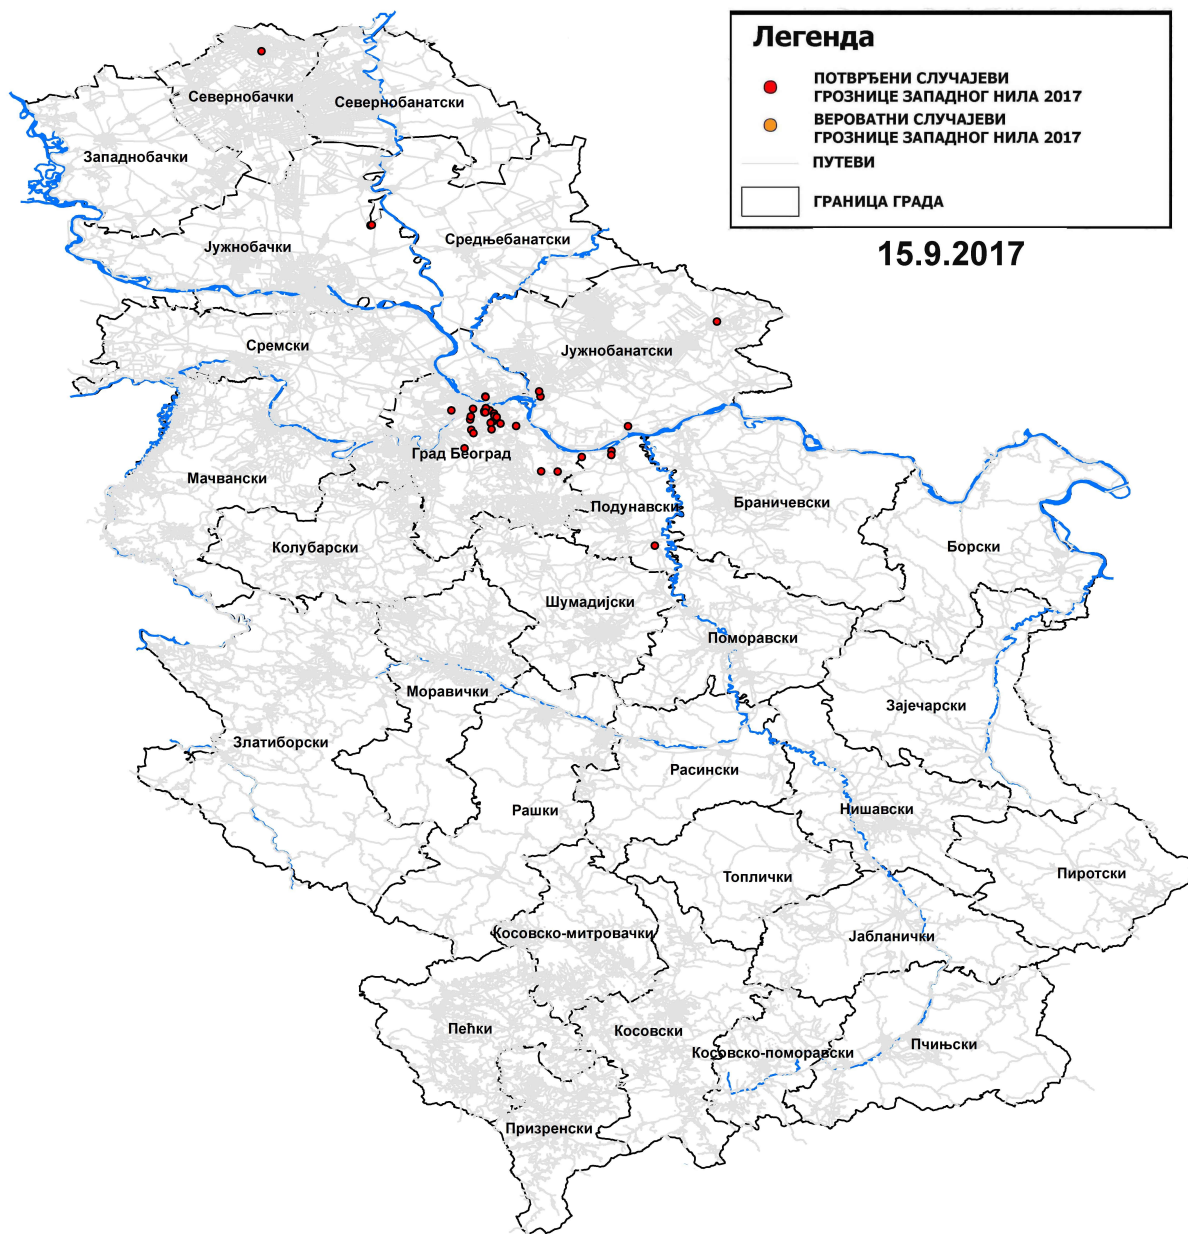 Легенда
ПОТВРЂЕНИ СЛУЧАЈЕВИ
ГРОЗНИЦЕ ЗАПАДНОГ НИЛА 2017
ВЕРОВАТНИ СЛУЧАЈЕВИ
ГРОЗНИЦЕ ЗАПАДНОГ НИЛА 2017
ПУТЕВИ
ГРАНИЦА ГРАДА
15.9.2017
Севернобачки
Севернобанатски
Западнобачки
Јужнобачки
Средњебанатски
Сремски
Јужнобанатски
Град Београд
Мачвански
Подунавски
Браничевски
Колубарски
Борски
Шумадијски
Поморавски
Моравички
Зајечарски
Златиборски
Расински
Рашки
Нишавски
Топлички
Пиротски
Косовско-митровачки
Јабланички
Пећки
Косовски
Косовско-поморавски
Пчињски
Призренски